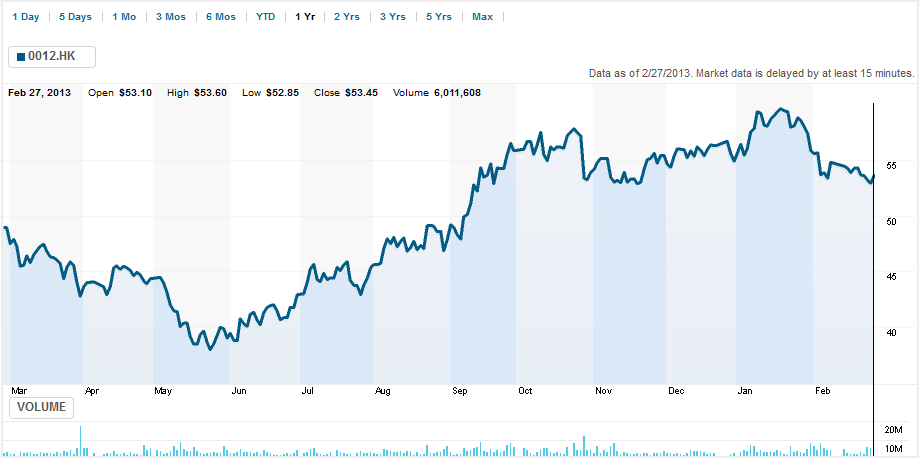 1 Day 5 Days 1 Mo 3 Mos 6 Mos YTD 1 Yr 2 Yrs 3 Yrs 5 Yrs Max
0012.HK
Data as of 2/27/2013. Market data is delayed by at least 15 minutes.
Feb 27, 2013 Open $53.10 High $53.60 Low $52.85 Close $53.45 Volume 6,011,608
55
50
45
40
Mar Apr May Jun Jul Aug Sep Oct Nov Dec Jan Feb
VOLUME
20M
10M